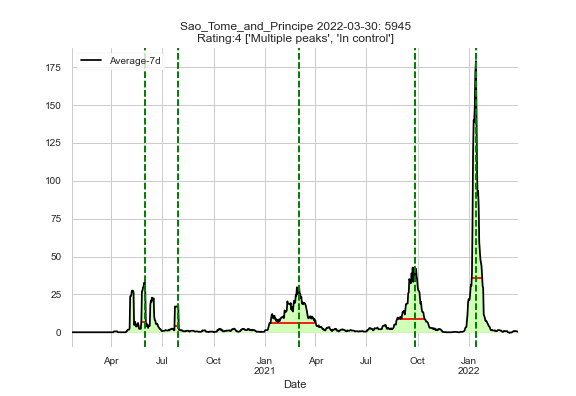 Sao_Tome_and_Principe 2022-03-30: 5945
Rating:4 ['Multiple peaks', 'In control']
Average-7d
175
150
125
100
75
50
25
0
Apr Jul Oct Jan Apr Jul Oct Jan
2021 2022
Date